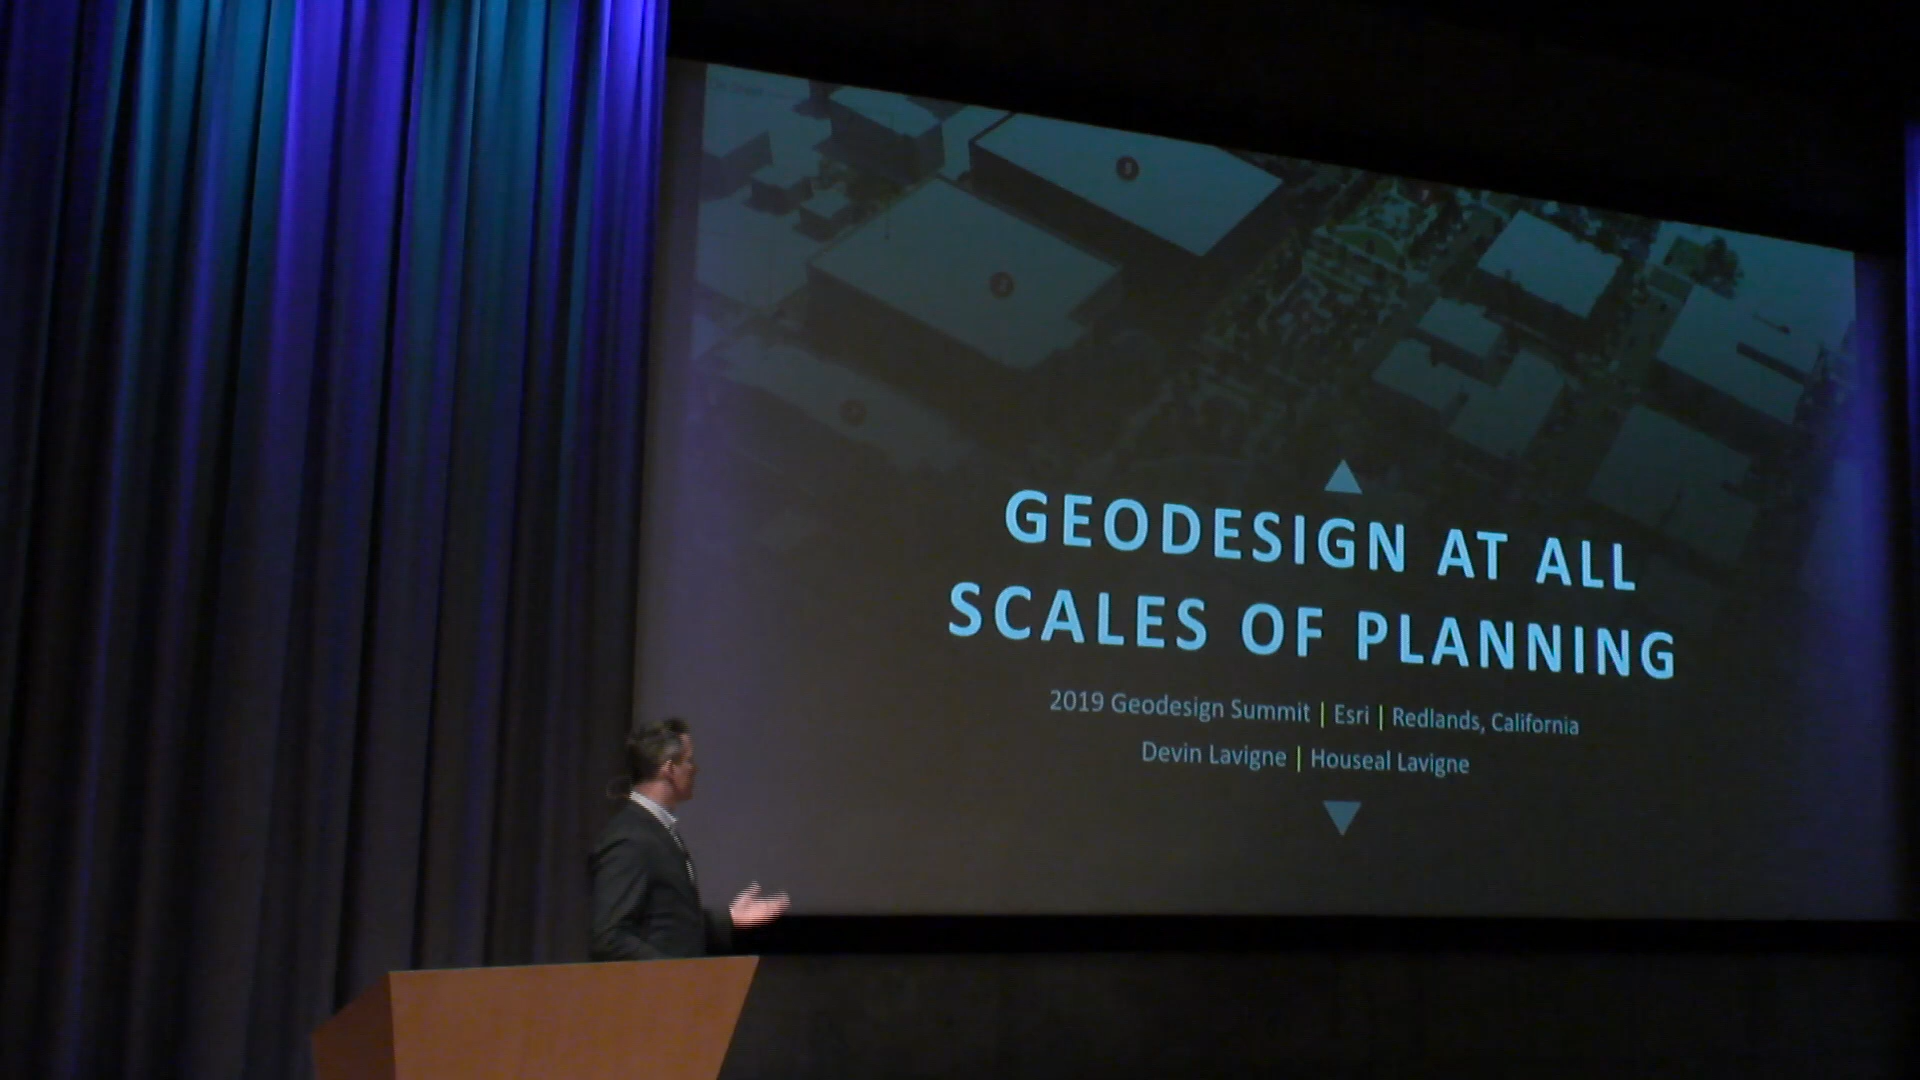 GEODESIGN AT ALL
SCALES OF PLANNING
2019 Geodesign Summit | Esri | Redlands, California
Devin Lavigne | Houseal Lavigne